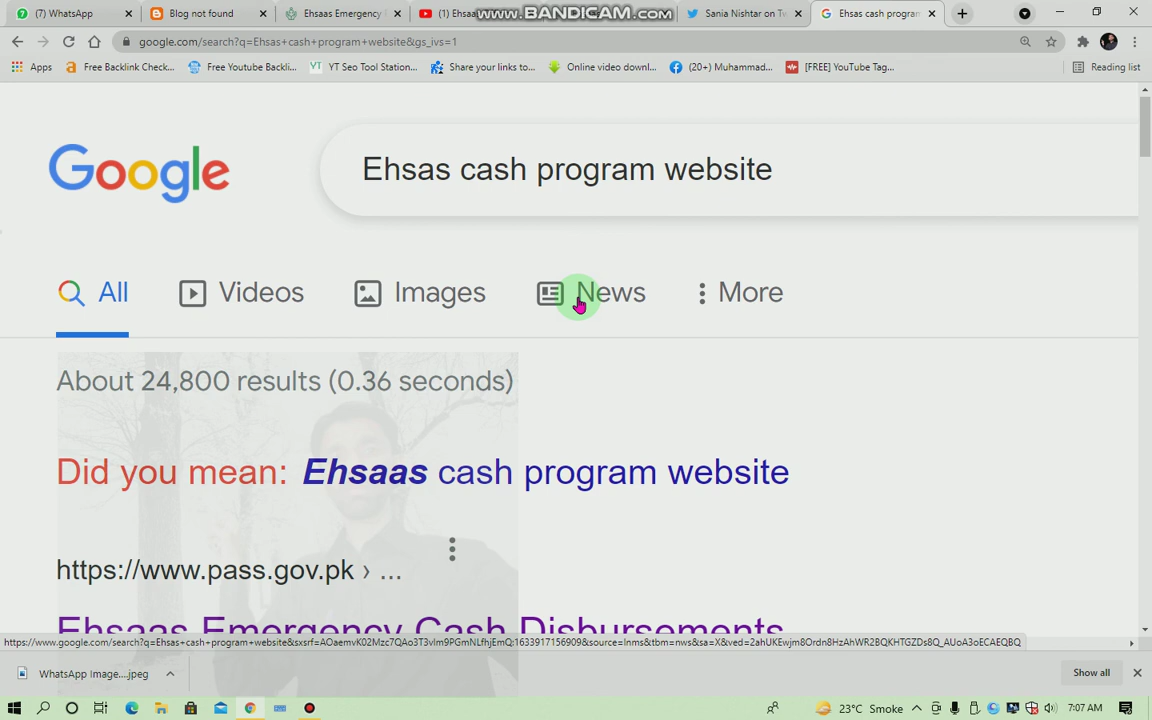 (7) WhatsApp
Blog not found
Ehsaas Emergency
(1) Ehsaa
www.BANDICAM.com
Sania Nishtar on Tw
Ehsas cash program
google.com/search?q=Ehsas+cash+program+website&gs_ivs=1
Apps
Free Backlink Check...
Free Youtube Backli...
YT Seo Tool Station...
Share your links to...
Online video downl...
(20+) Muhammad...
[FREE] YouTube Tag...
Reading list
Google
Ehsas cash program website
All
Videos
Images
News
More
About 24,800 results (0.36 seconds)
Did you mean: Ehsaas cash program website
https://www.pass.gov.pk › ...
Ehsaas Emergency Cash Disbursements
WhatsApp Image....jpeg
Show all
23°C Smoke
7:07 AM